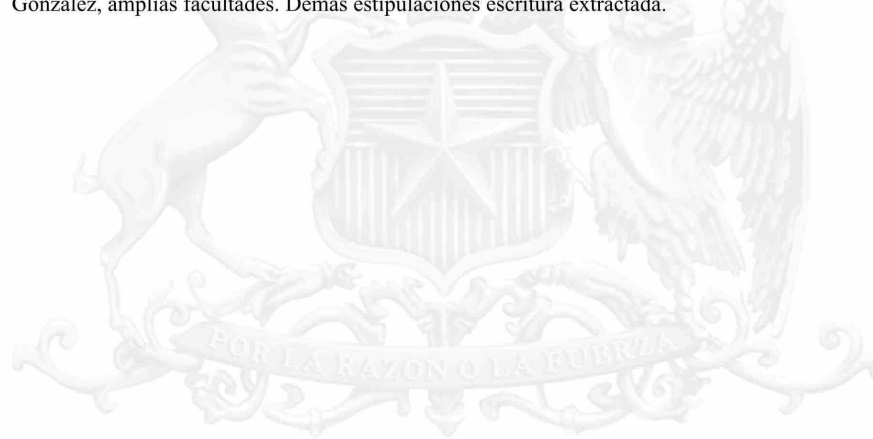 González, amplias facultades. Demás estipulaciones escritura extractada.
POR LA RAZON O LA FUERZA